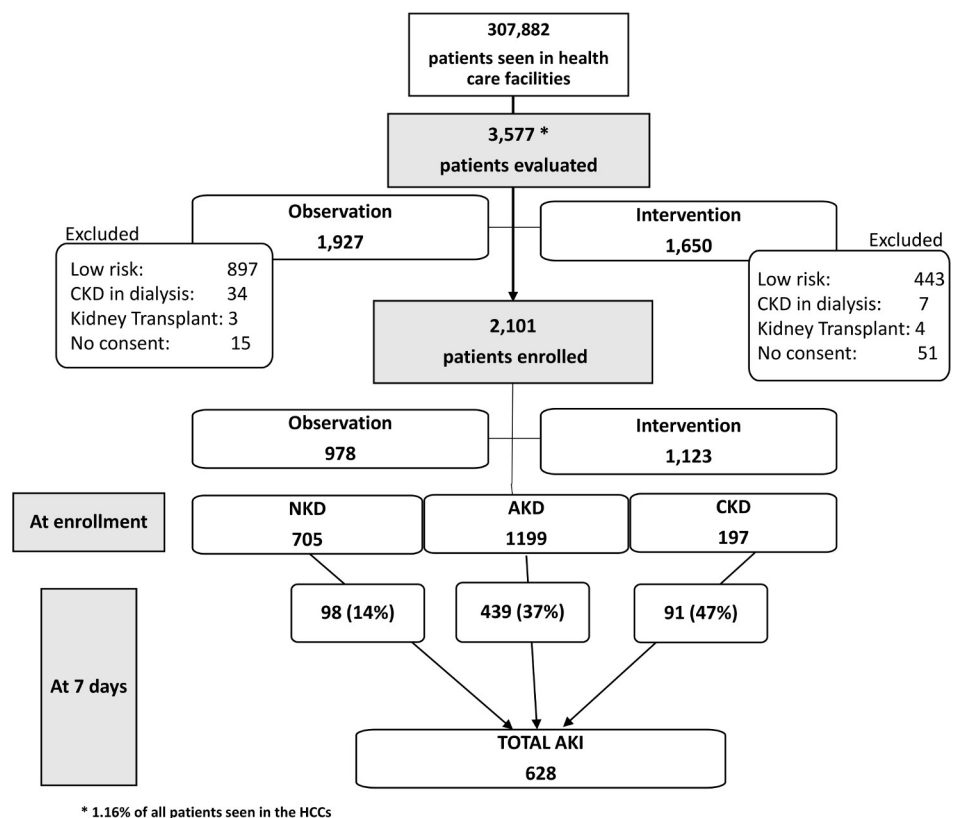 307,882
patients seen in health
care facilities
3,577 *
patients evaluated
Observation
1,927
Intervention
1,650
Excluded
Low risk: 897
CKD in dialysis: 34
Kidney Transplant: 3
No consent: 15
Excluded
Low risk: 443
CKD in dialysis: 7
Kidney Transplant: 4
No consent: 51
2,101
patients enrolled
Observation
978
Intervention
1,123
At enrollment
NKD
705
AKD
1199
CKD
197
At 7 days
98 (14%)
439 (37%)
91 (47%)
TOTAL AKI
628
* 1.16% of all patients seen in the HCCs